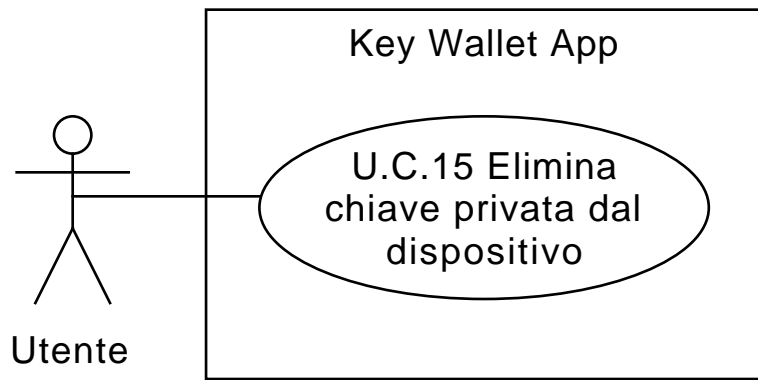 Key Wallet App
U.C.15 Elimina
chiave privata dal
dispositivo
Utente